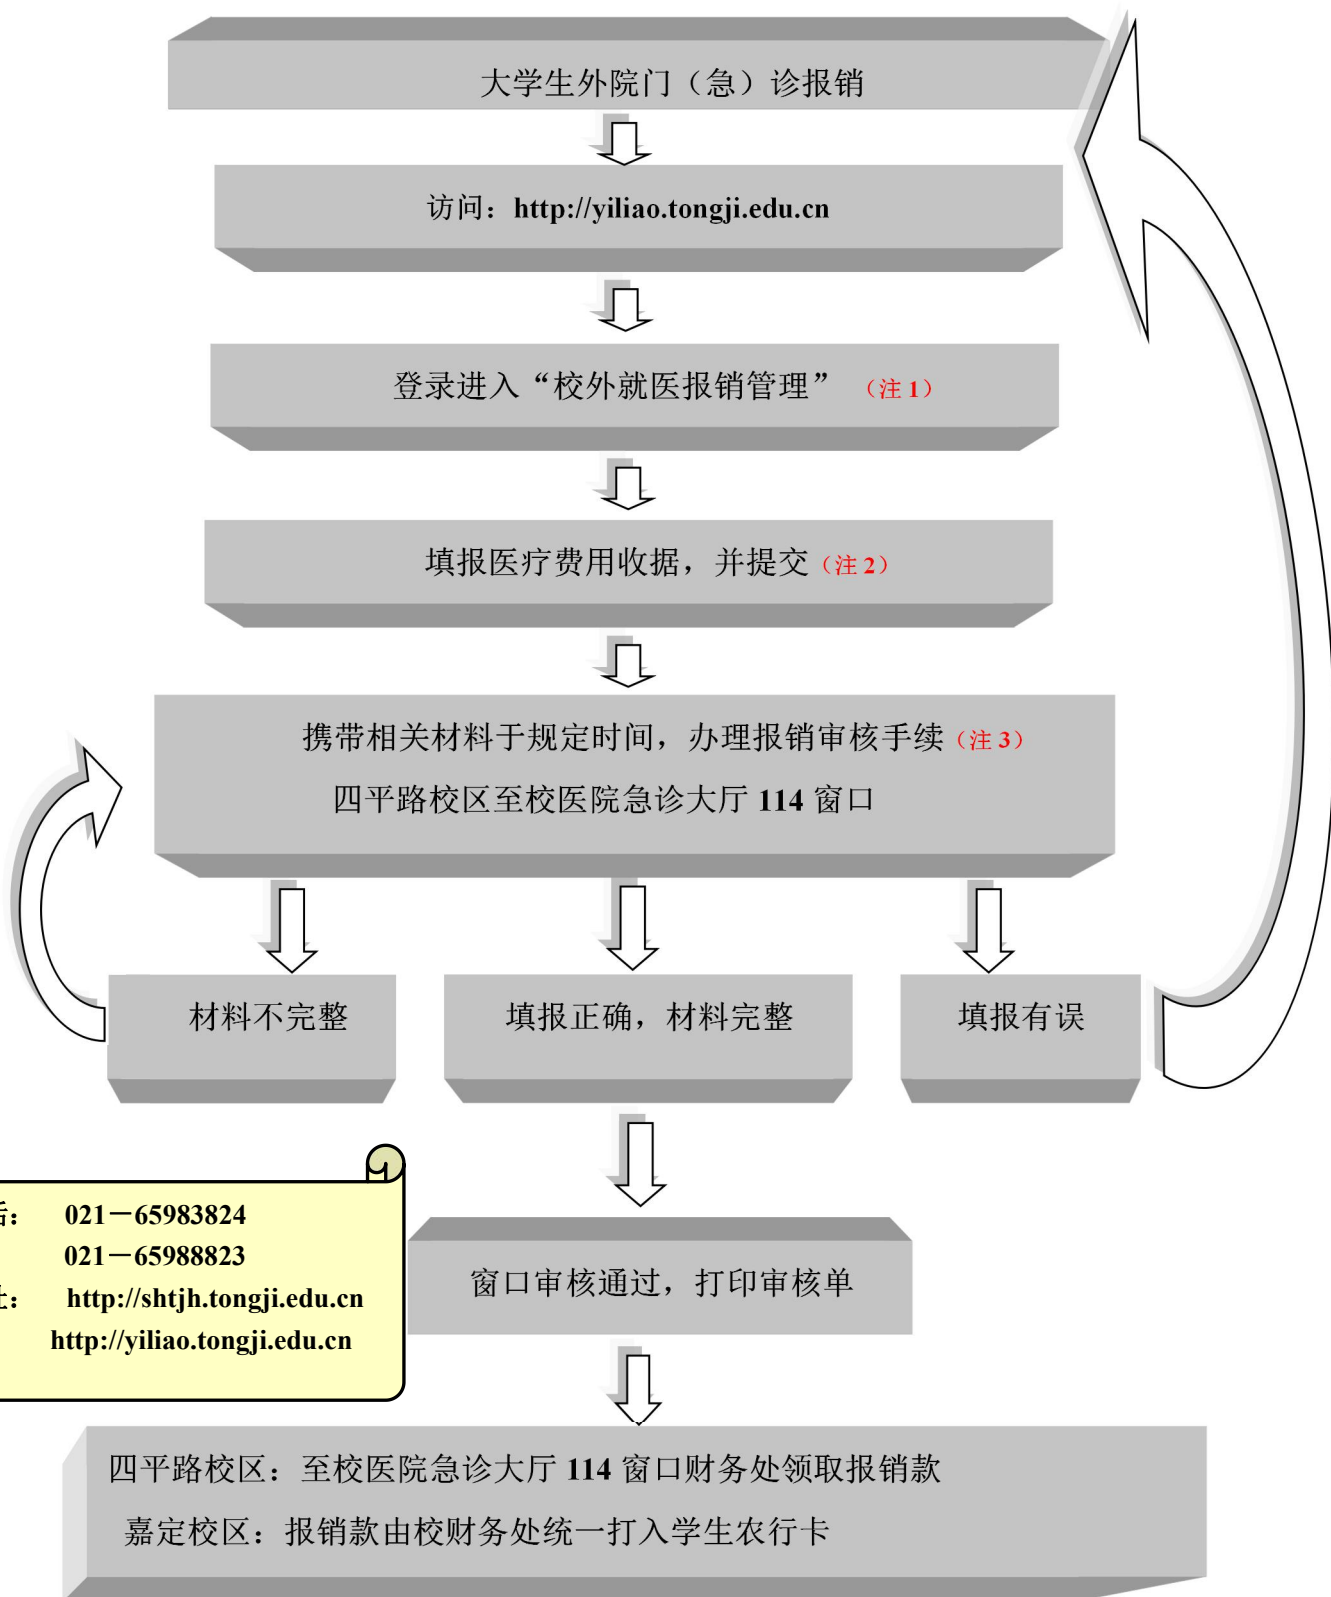 大学生外院门（急）诊报销
访问：http://yiliao.tongji.edu.cn
登录进入“校外就医报销管理” （注 1）
填报医疗费用收据，并提交（注 2）
携带相关材料于规定时间，办理报销审核手续（注 3）
四平路校区至校医院急诊大厅 114 窗口
材料不完整
填报正确，材料完整
填报有误
021－65983824
021－65988823
http://shtjh.tongji.edu.cn
http://yiliao.tongji.edu.cn
窗口审核通过，打印审核单
四平路校区：至校医院急诊大厅 114 窗口财务处领取报销款
嘉定校区：报销款由校财务处统一打入学生农行卡